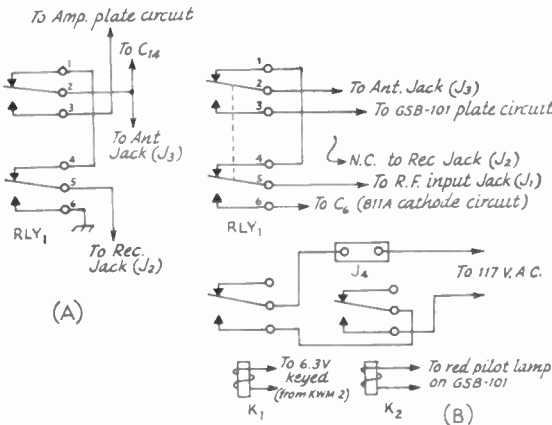 To Amp. plate circuit
(A)
To C14
1
2
3
To Ant
Jack (J3)
4
5
6
RLY1
To Rec.
Jack (J2)
(B)
1
2
3
To Ant. Jack (J3)
To GSB-101 plate circuit
4
5
6
N.C. to Rec Jack (J2)
To R.F. input Jack (J1)
To C6 (811A cathode circuit)
RLY1
J4
To 117 V. A C.
To 6.3V
keyed
(from KWM 2)
K1
To red pilot lamp
on GSB-101
K2
(B)